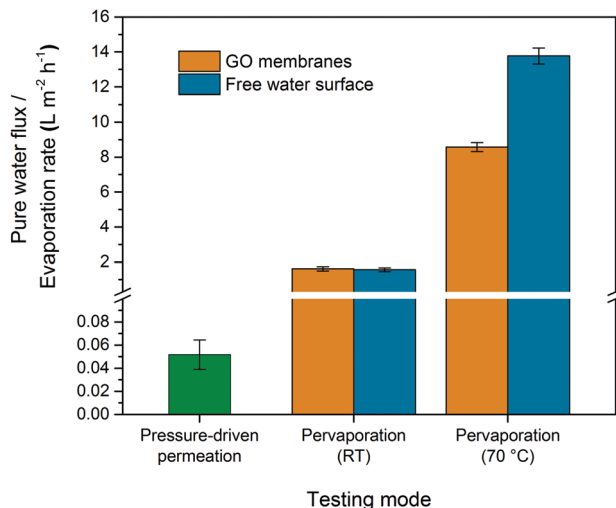 Pure water flux /
Evaporation rate (L m⁻² h⁻¹)
16
14
12
10
8
6
4
2
0.08
0.06
0.04
0.02
0.00
GO membranes
Free water surface
Pressure-driven
permeation
Pervaporation
(RT)
Pervaporation
(70 °C)
Testing mode